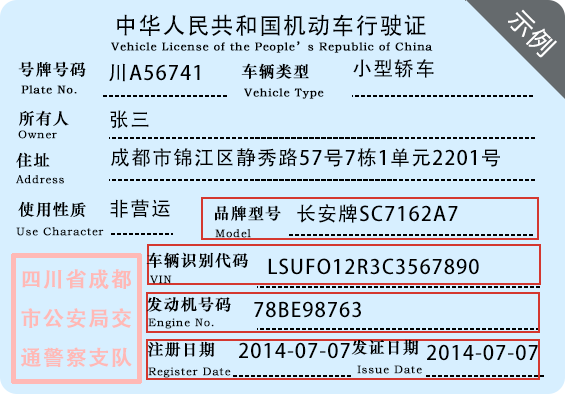 中华人民共和国机动车行驶证
示例
Vehicle License of the People's Republic of China
号牌号码 川A56741 车辆类型 小型轿车
Plate No. Vehicle Type
所有人 张三
Owner
住址 成都市锦江区静秀路57号7栋1单元2201号
Address
使用性质 非营运 品牌型号 长安牌SC7162A7
Use Character Model
车辆识别代码 LSUFO12R3C3567890
VIN
发动机号码 78BE98763
Engine No.
注册日期 2014-07-07 发证日期 2014-07-07
Register Date Issue Date
四川省成都
市公安局交
通警察支队